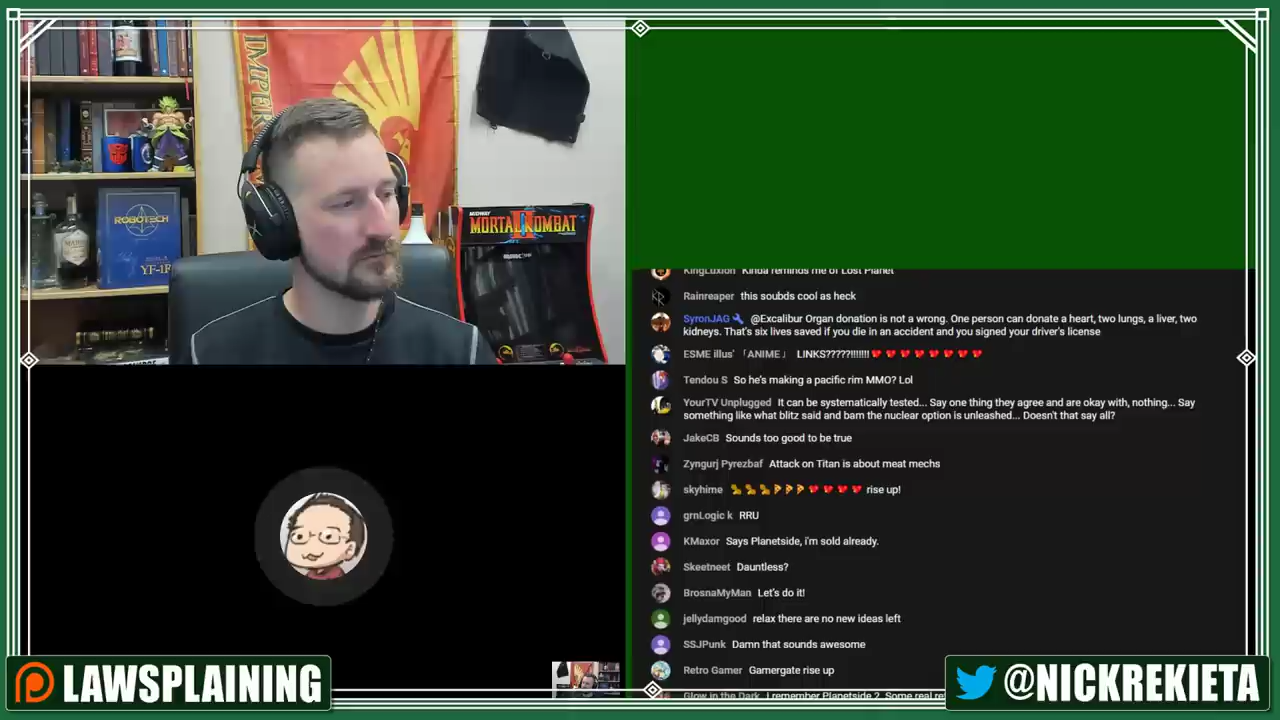 IMPER
ROBOTECH
YF-1R
MIDWAY
MORTAL KOMBAT
II
KingLuxion Kinda reminds me of Lost Planet
Rainreaper this soubds cool as heck
SyronJAG @Excalibur Organ donation is not a wrong. One person can donate a heart, two lungs, a liver, two
kidneys. That's six lives saved if you die in an accident and you signed your driver's license
ESME illus' 「ANIME」 LINKS?????!!!!!!!
Tendou S So he's making a pacific rim MMO? Lol
YourTV Unplugged It can be systematically tested... Say one thing they agree and are okay with, nothing... Say
something like what blitz said and bam the nuclear option is unleashed... Doesn't that say all?
JakeCB Sounds too good to be true
Zyngurj Pyrezbaf Attack on Titan is about meat mechs
skyhime rise up!
grnLogic k RRU
KMaxor Says Planetside, i'm sold already.
Skeetneet Dauntless?
BrosnaMyMan Let's do it!
jellydamgood relax there are no new ideas left
SSJPunk Damn that sounds awesome
Retro Gamer Gamergate rise up
Glow in the Dark I remember Planetside 2. Some real
LAWSPLAINING
@NICKREKIETA